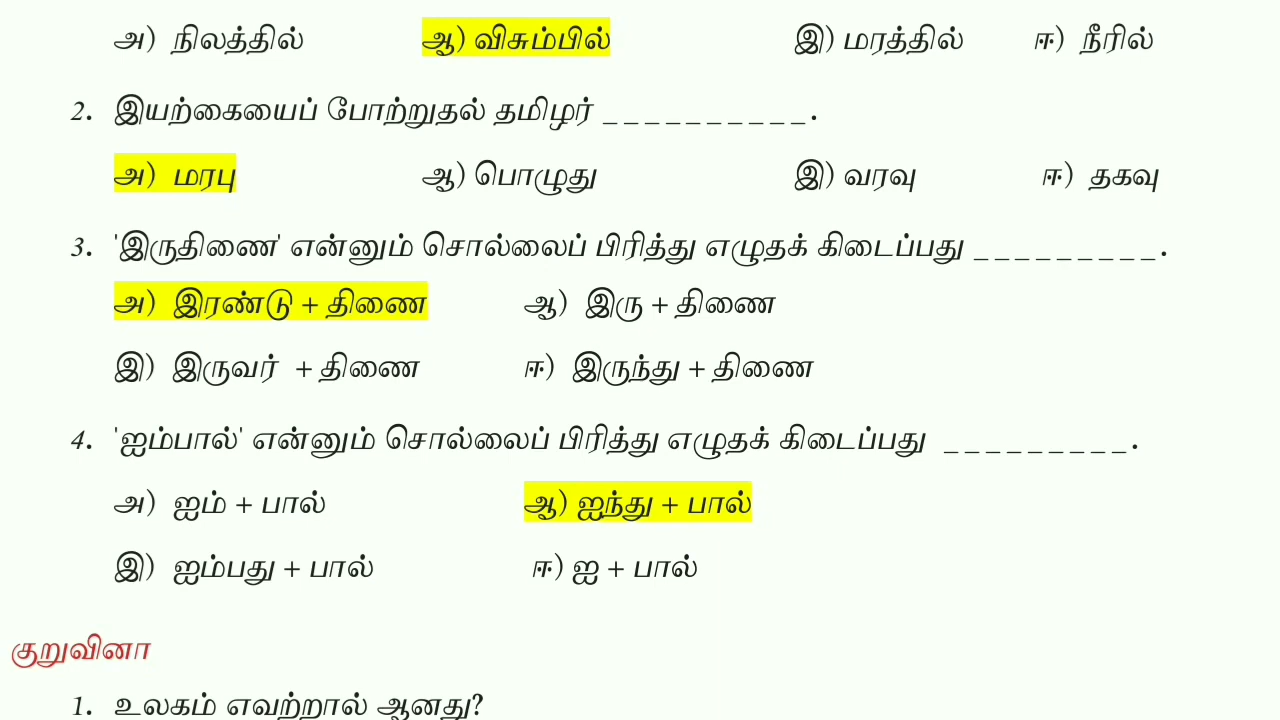 அ) நிலத்தில் ஆ) விசும்பில் இ) மரத்தில் ஈ) நீரில்
2. இயற்கையைப் போற்றுதல் தமிழர் __________.
அ) மரபு ஆ) பொழுது இ) வரவு ஈ) தகவு
3. 'இருதிணை' என்னும் சொல்லைப் பிரித்து எழுதக் கிடைப்பது _________.
அ) இரண்டு + திணை ஆ) இரு + திணை
இ) இருவர் + திணை ஈ) இருந்து + திணை
4. 'ஐம்பால்' என்னும் சொல்லைப் பிரித்து எழுதக் கிடைப்பது _________.
அ) ஐம் + பால் ஆ) ஐந்து + பால்
இ) ஐம்பது + பால் ஈ) ஐ + பால்
குறுவினா
1. உலகம் எவற்றால் ஆனது?